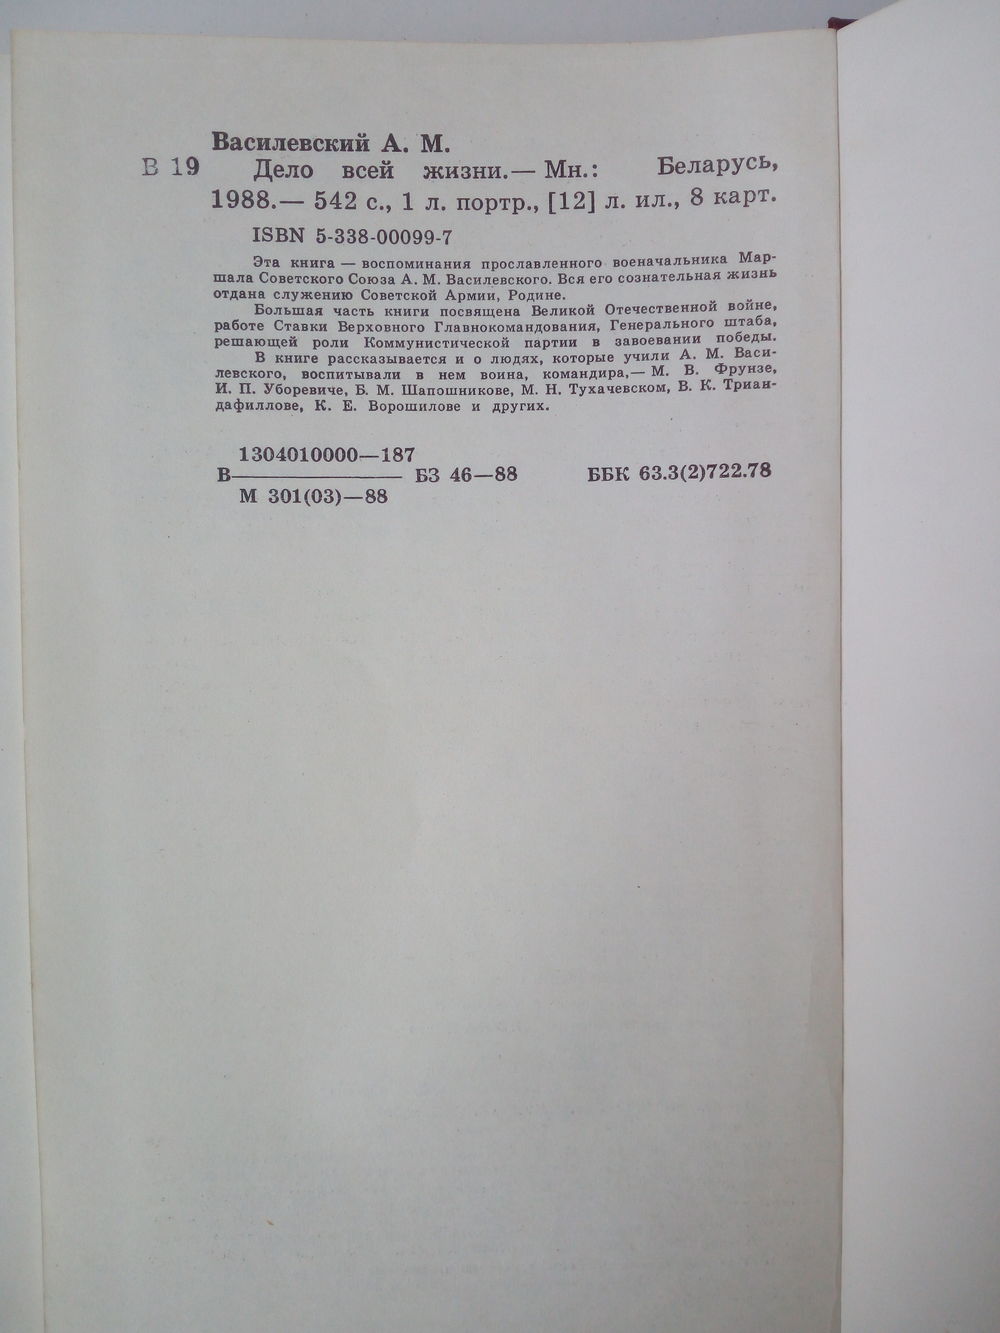 Василевский А. М.
В 19 Дело всей жизни.— Мн.: Беларусь,
1988.— 542 с., 1 л. портр., [12] л. ил., 8 карт.
ISBN 5-338-00099-7
Эта книга — воспоминания прославленного военачальника Мар-
шала Советского Союза А. М. Василевского. Вся его сознательная жизнь
отдана служению Советской Армии, Родине.
Большая часть книги посвящена Великой Отечественной войне,
работе Ставки Верховного Главнокомандования, Генерального штаба,
решающей роли Коммунистической партии в завоевании победы.
В книге рассказывается и о людях, которые учили А. М. Васи-
левского, воспитывали в нем воина, командира,— М. В. Фрунзе,
И. П. Уборевиче, Б. М. Шапошникове, М. Н. Тухачевском, В. К. Триан-
дафиллове, К. Е. Ворошилове и других.
1304010000—187
В——— БЗ 46—88 ББК 63.3(2)722.78
М 301(03)—88